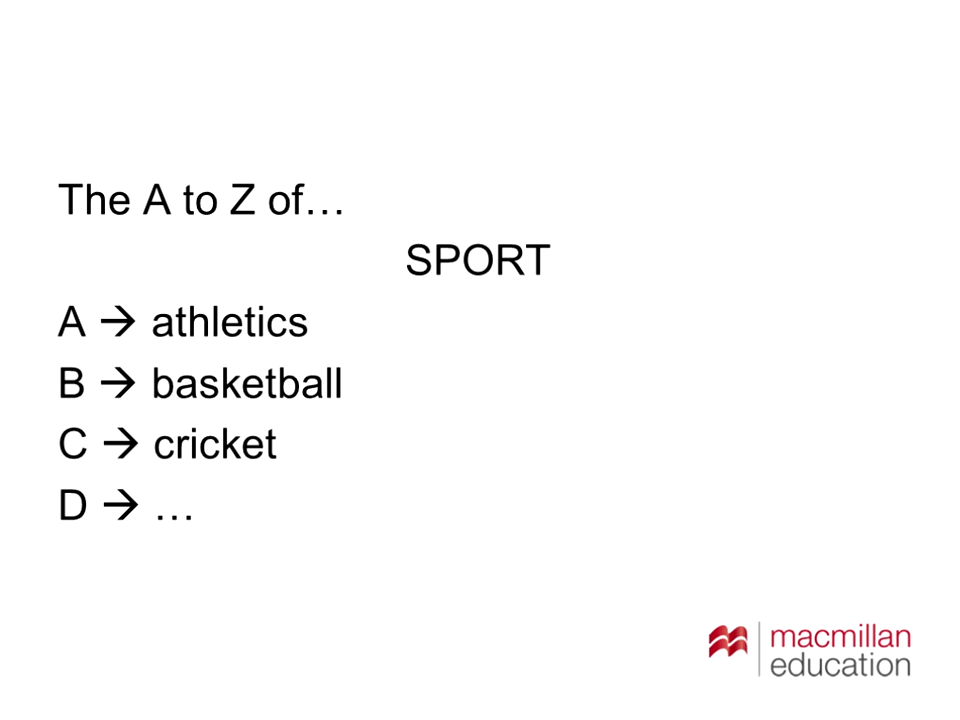 The A to Z of…
SPORT
A → athletics
B → basketball
C → cricket
D → …
macmillan
education